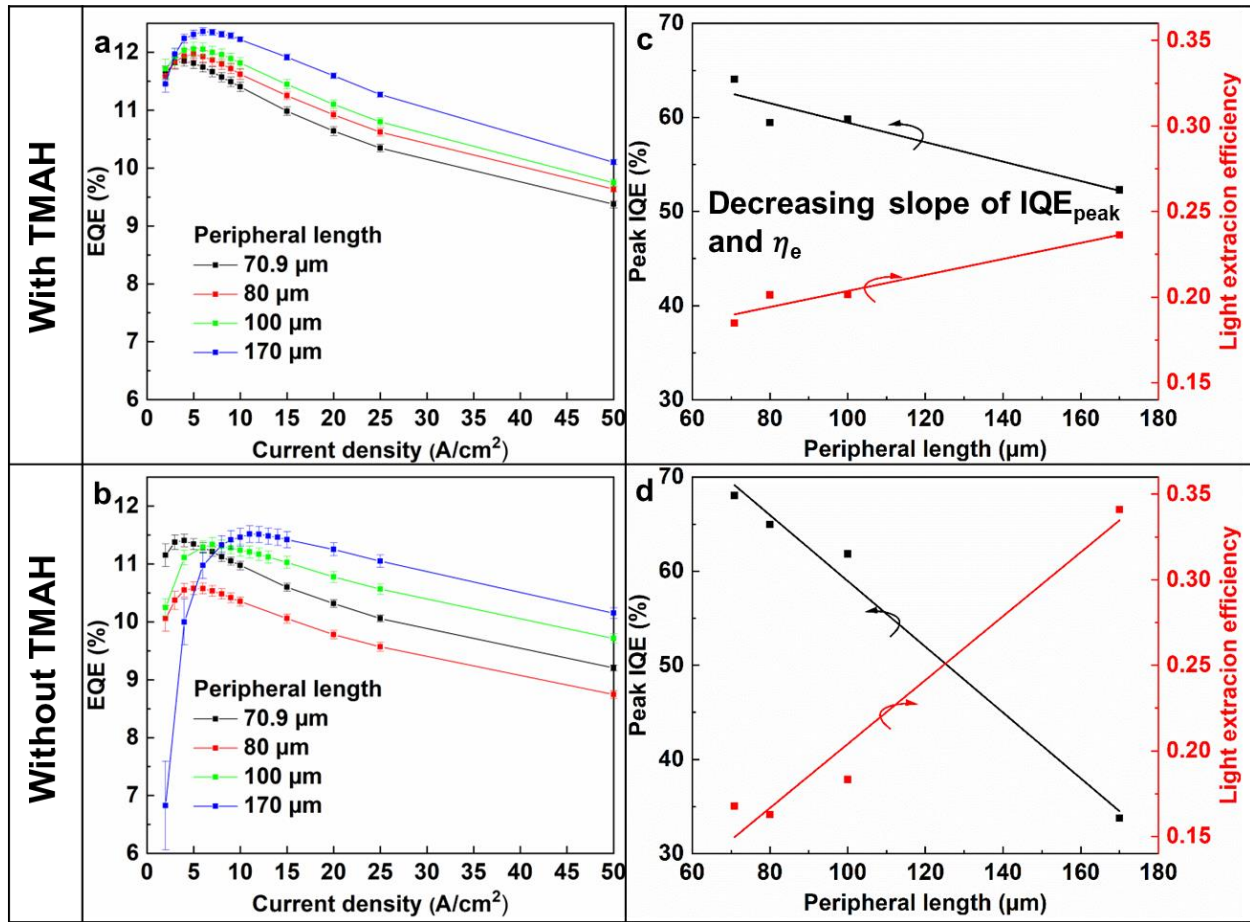 With TMAH
a
EQE (%)
12
11
10
9
8
7
6
Peripheral length
70.9 μm
80 μm
100 μm
170 μm
0 5 10 15 20 25 30 35 40 45 50
Current density (A/cm²)
c
Peak IQE (%)
70
60
50
40
30
Decreasing slope of IQEpeak
and ηe
0.35
0.30
0.25
0.20
0.15
Light extracion efficiency
60 80 100 120 140 160 180
Peripheral length (μm)
Without TMAH
b
EQE (%)
12
11
10
9
8
7
6
Peripheral length
70.9 μm
80 μm
100 μm
170 μm
0 5 10 15 20 25 30 35 40 45 50
Current density (A/cm²)
d
Peak IQE (%)
70
60
50
40
30
0.35
0.30
0.25
0.20
0.15
Light extracion efficiency
60 80 100 120 140 160 180
Peripheral length (μm)